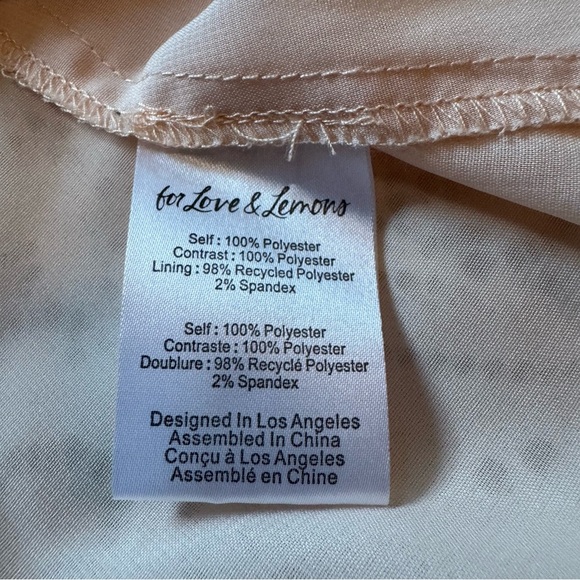 for Love & Lemons
Self : 100% Polyester
Contrast : 100% Polyester
Lining : 98% Recycled Polyester
2% Spandex
Self : 100% Polyester
Contraste : 100% Polyester
Doublure : 98% Recyclé Polyester
2% Spandex
Designed In Los Angeles
Assembled In China
Conçu à Los Angeles
Assemblé en Chine